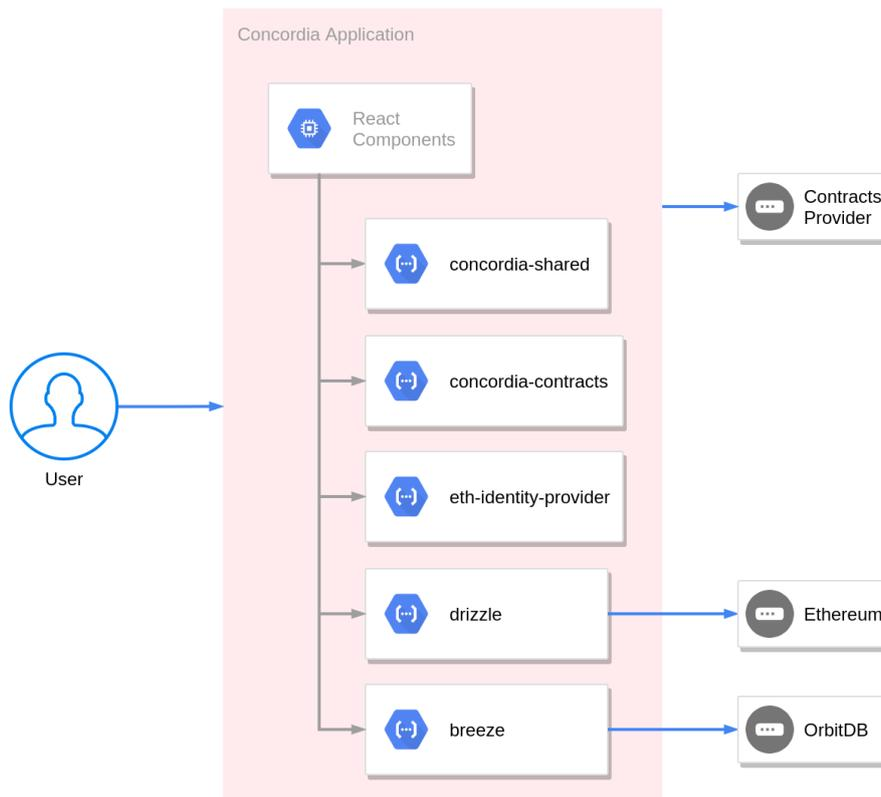 Concordia Application
React
Components
Contracts
Provider
concordia-shared
concordia-contracts
User
eth-identity-provider
drizzle
Ethereum
breeze
OrbitDB